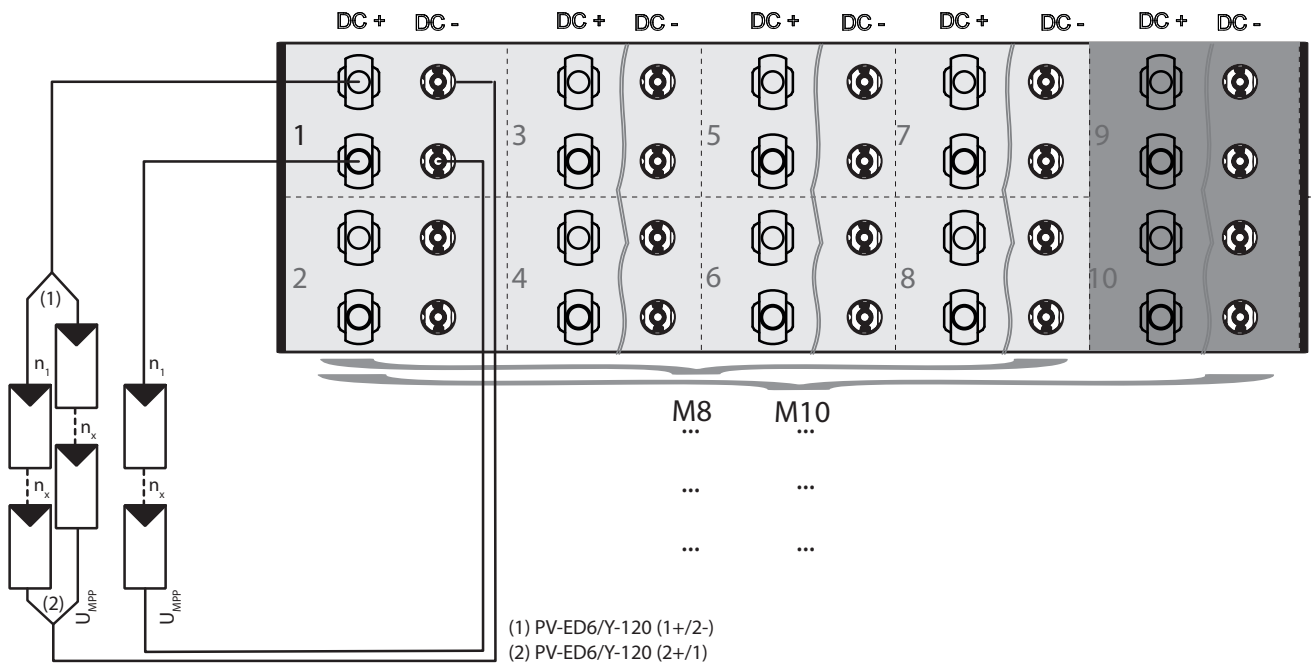 DC + DC - DC + DC - DC + DC - DC + DC - DC + DC -
1 3 5 7 9
2 4 6 8 10
M8 M10
... ...
... ...
... ...
(1)
n1 n1
nx
nx nx
(2) UMPP UMPP
(1) PV-ED6/Y-120 (1+/2-)
(2) PV-ED6/Y-120 (2+/1)